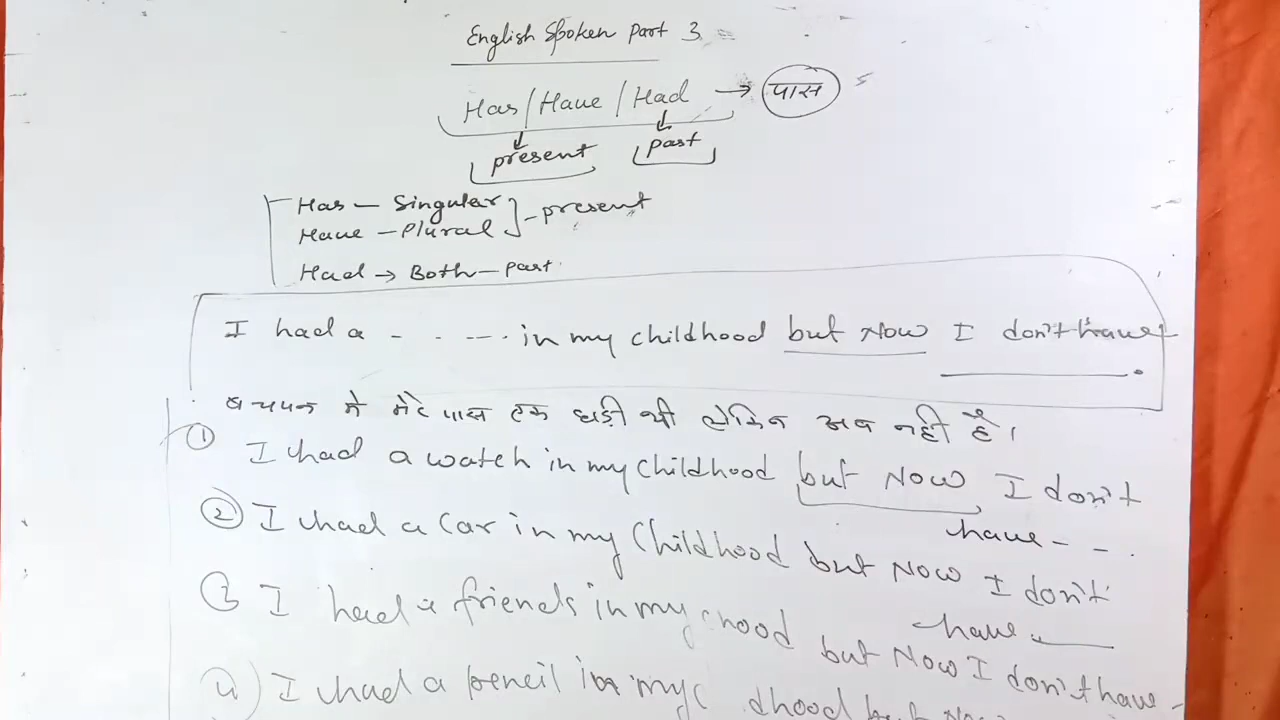 English Spoken Part 3
Has/Have/Had → पास
present past
Has — Singular
Have — Plural
- present
Had → Both — past
I had a - - --- in my childhood but Now I don't have
बचपन मे मेरे पास एक घड़ी थी लेकिन अब नही है।
① I had a watch in my childhood but Now I don't
have - - .
② I had a Car in my Childhood but Now I don't
have
3 I had a friends in my chood but Now I don't have
4 I had a pencil in my c dhood but Now